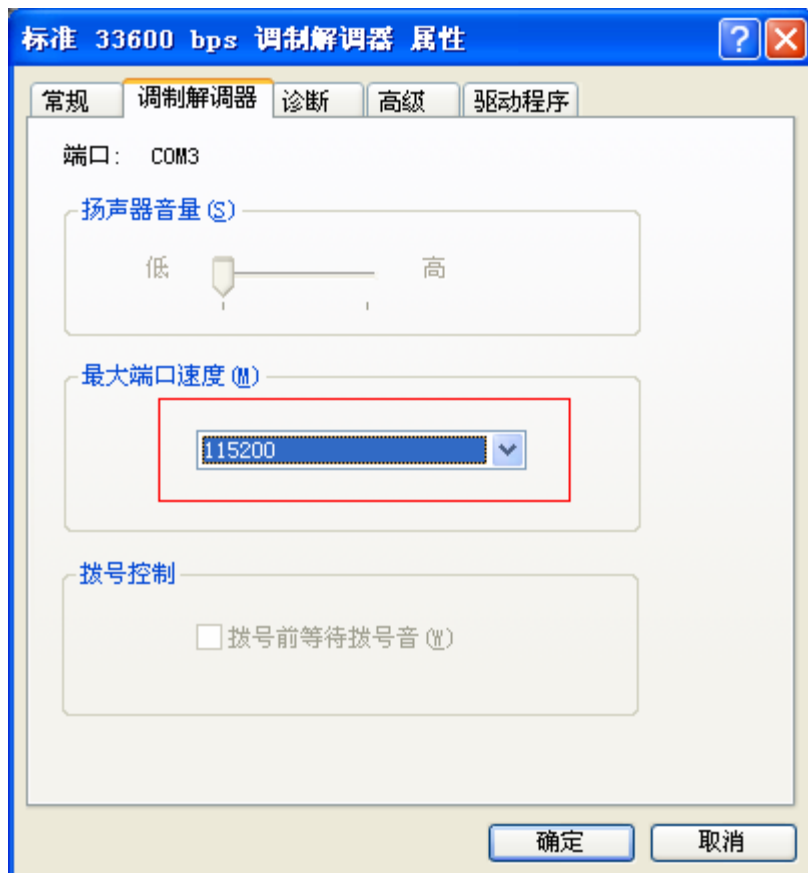 标准 33600 bps 调制解调器 属性
常规 调制解调器 诊断 高级 驱动程序
端口: COM3
扬声器音量(S)
低 高
最大端口速度(M)
115200
拨号控制
拨号前等待拨号音(W)
确定 取消